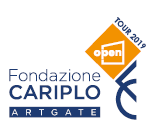 TOUR 2019
open
Fondazione
CARIPLO
ARTGATE